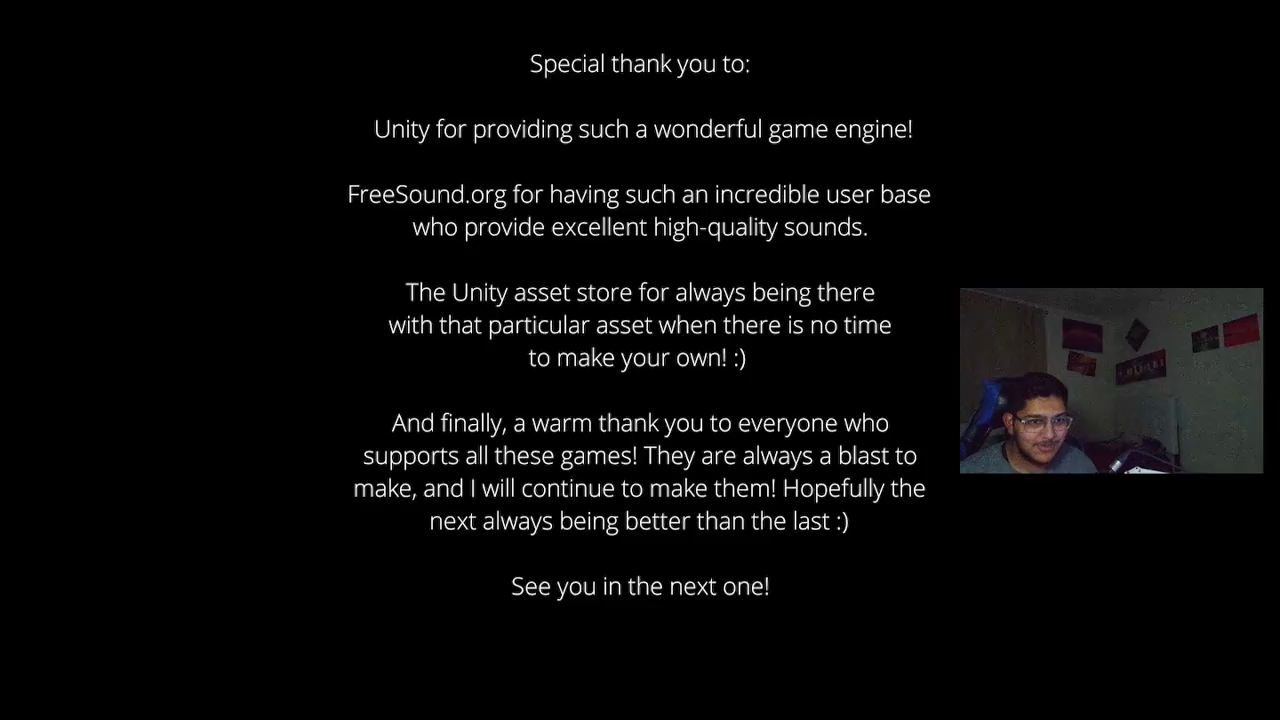 Special thank you to:
Unity for providing such a wonderful game engine!
FreeSound.org for having such an incredible user base
who provide excellent high-quality sounds.
The Unity asset store for always being there
with that particular asset when there is no time
to make your own! :)
And finally, a warm thank you to everyone who
supports all these games! They are always a blast to
make, and I will continue to make them! Hopefully the
next always being better than the last :)
See you in the next one!